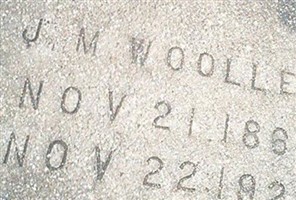 J. M. WOOLLE
NOV. 21. 186
NOV. 22. 192